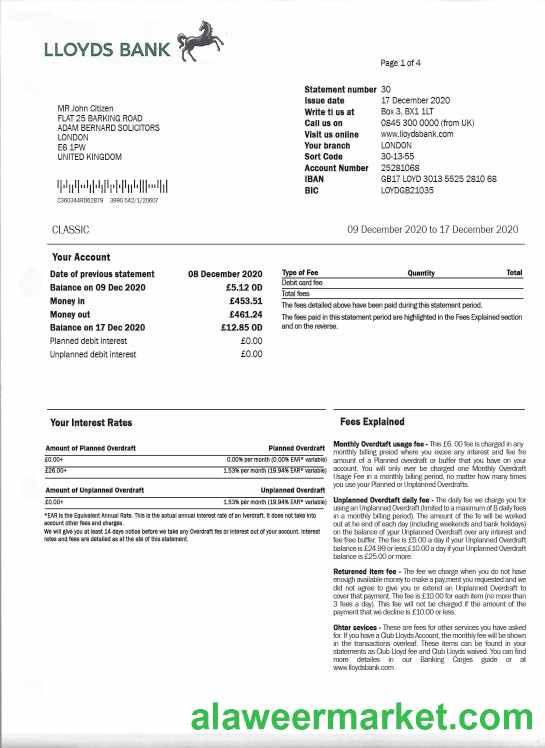 LLOYDS BANK
Page 1 of 4
Statement number 30
Issue date 17 December 2020
Write ti us at Box 3, BX1 1LT
Call us on 0845 300 0000 (from UK)
Visit us online www.lloydsbank.com
Your branch LONDON
Sort Code 30-13-55
Account Number 25281068
IBAN GB17 LOYD 3013 5525 2810 68
BIC LOYDGB21035
MR John Citizen
FLAT 25 BARKING ROAD
ADAM BERNARD SOLICITORS
LONDON
E6 1PW
UNITED KINGDOM
C360344R062B79 3990 542/1/20607
CLASSIC
09 December 2020 to 17 December 2020
Your Account
Date of previous statement 08 December 2020
Balance on 09 Dec 2020 £5.12 OD
Money in £453.51
Money out £461.24
Balance on 17 Dec 2020 £12.85 OD
Planned debit interest £0.00
Unplanned debit interest £0.00
Type of Fee Quantity Total
Debit card fee
Total fees
The fees detailed above have been paid during this statement period.
The fees paid in this statement period are highlighted in the Fees Explained section
and on the reverse.
Your Interest Rates
Amount of Planned Overdraft Planned Overdraft
£0.00+ 0.00% per month (0.00% EAR* variable)
£26.00+ 1.53% per month (19.94% EAR* variable)
Amount of Unplanned Overdraft Unplanned Overdraft
£0.00+ 1.53% per month (19.94% EAR* variable)
*EAR is the Equivalent Annual Rate. This is the actual annual interest rate of an Iverdraft. It does not take into
account other fees and charges.
We will give you at least 14 days notice before we take any Overdraft fes or interest out of your account. Interest
rates and fees are detailed as at the ste of this statement.
Fees Explained
Monthly Overdtaft usage fee - This £6. 00 fee is charged in any
monthly billing period where you excee any interest and fee fre
amount of a Planned overdraft or buffer that you have on your
account. You will only ever be charged one Monthly Overdraft
Usage Fee in a monthly billing period, no matter how many times
you use your Planned or Unplanned Overdrafts.
Unplanned Overdtaft daily fee - The daily fee we charge you for
using an Unplanned Overdraft (limited to a maximum of 8 daily fees
in a monthly billing period). The amount of the fe will be worked
out at he end of each day (including weekends and bank holidays)
on the balance of your Unplanned Overdraft over any interest and
fee free buffer. The fee is £5.00 a day if your Unplanned Overdraft
balance is £24.99 or less;£10.00 a day if your Unplanned Overdraft
balance is £25.00 or more.
Returened item fee - The fee we charge when you do not have
enough available money to make a pay,ment you requested and we
did not agree to give you or extend an Unplanned Overdraft to
cover that payment. The fee is £10.00 for each item (no more than
3 fees a day). This fee will not be charged if the amount of the
payment that we decline is £10.00 or less.
Ohter sevices - These are fees for other services you have asked
for. If you have a Club Lloyds Account, the monthly fee will be shown
in the transactions overleaf. These items can be found in your
statements as Club Lloyd fee and Club Lloyds waived. You can find
more detailes in our Banking Carges guide or at
www.lloydsbank.com
alaweermarket.com